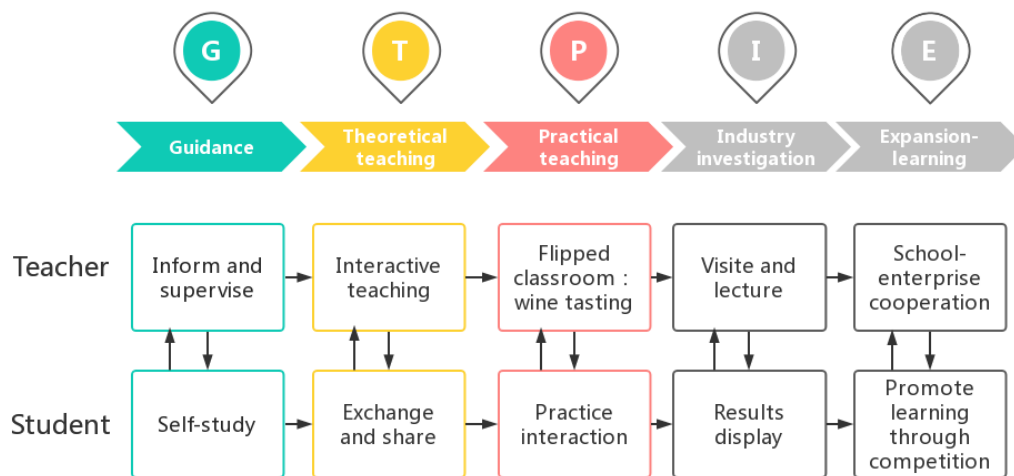 G
T
P
I
E
Guidance
Theoretical
teaching
Practical
teaching
Industry
investigation
Expansion-
learning
Teacher
Inform and
supervise
Interactive
teaching
Flipped
classroom :
wine tasting
Visite and
lecture
School-
enterprise
cooperation
Student
Self-study
Exchange
and share
Practice
interaction
Results
display
Promote
learning
through
competition